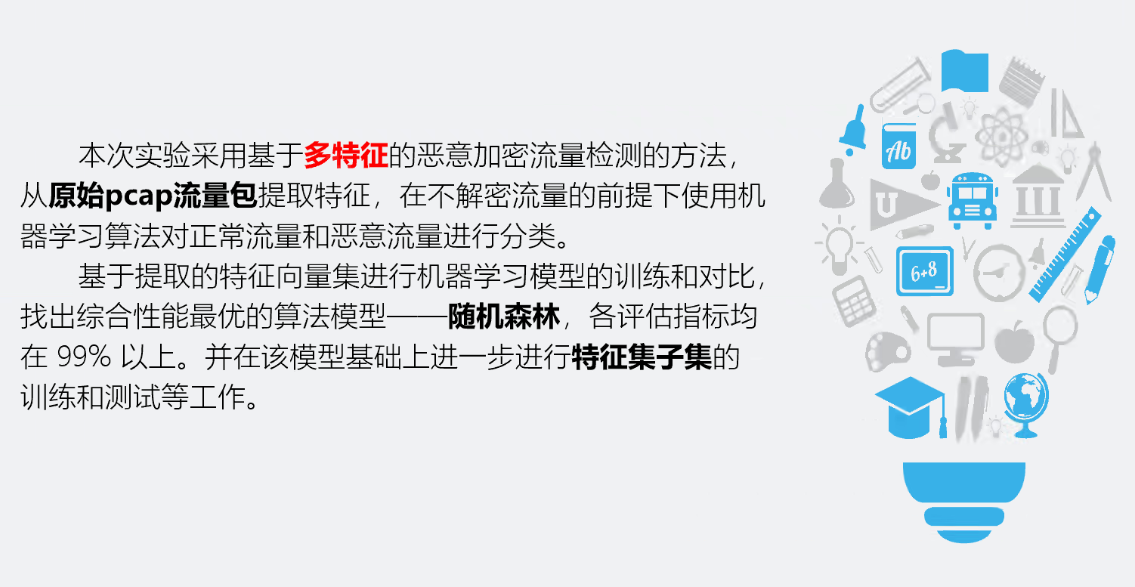 本次实验采用基于多特征的恶意加密流量检测的方法，
从原始pcap流量包提取特征，在不解密流量的前提下使用机
器学习算法对正常流量和恶意流量进行分类。
基于提取的特征向量集进行机器学习模型的训练和对比，
找出综合性能最优的算法模型——随机森林，各评估指标均
在 99% 以上。并在该模型基础上进一步进行特征集子集的
训练和测试等工作。
Ab
U
6+8